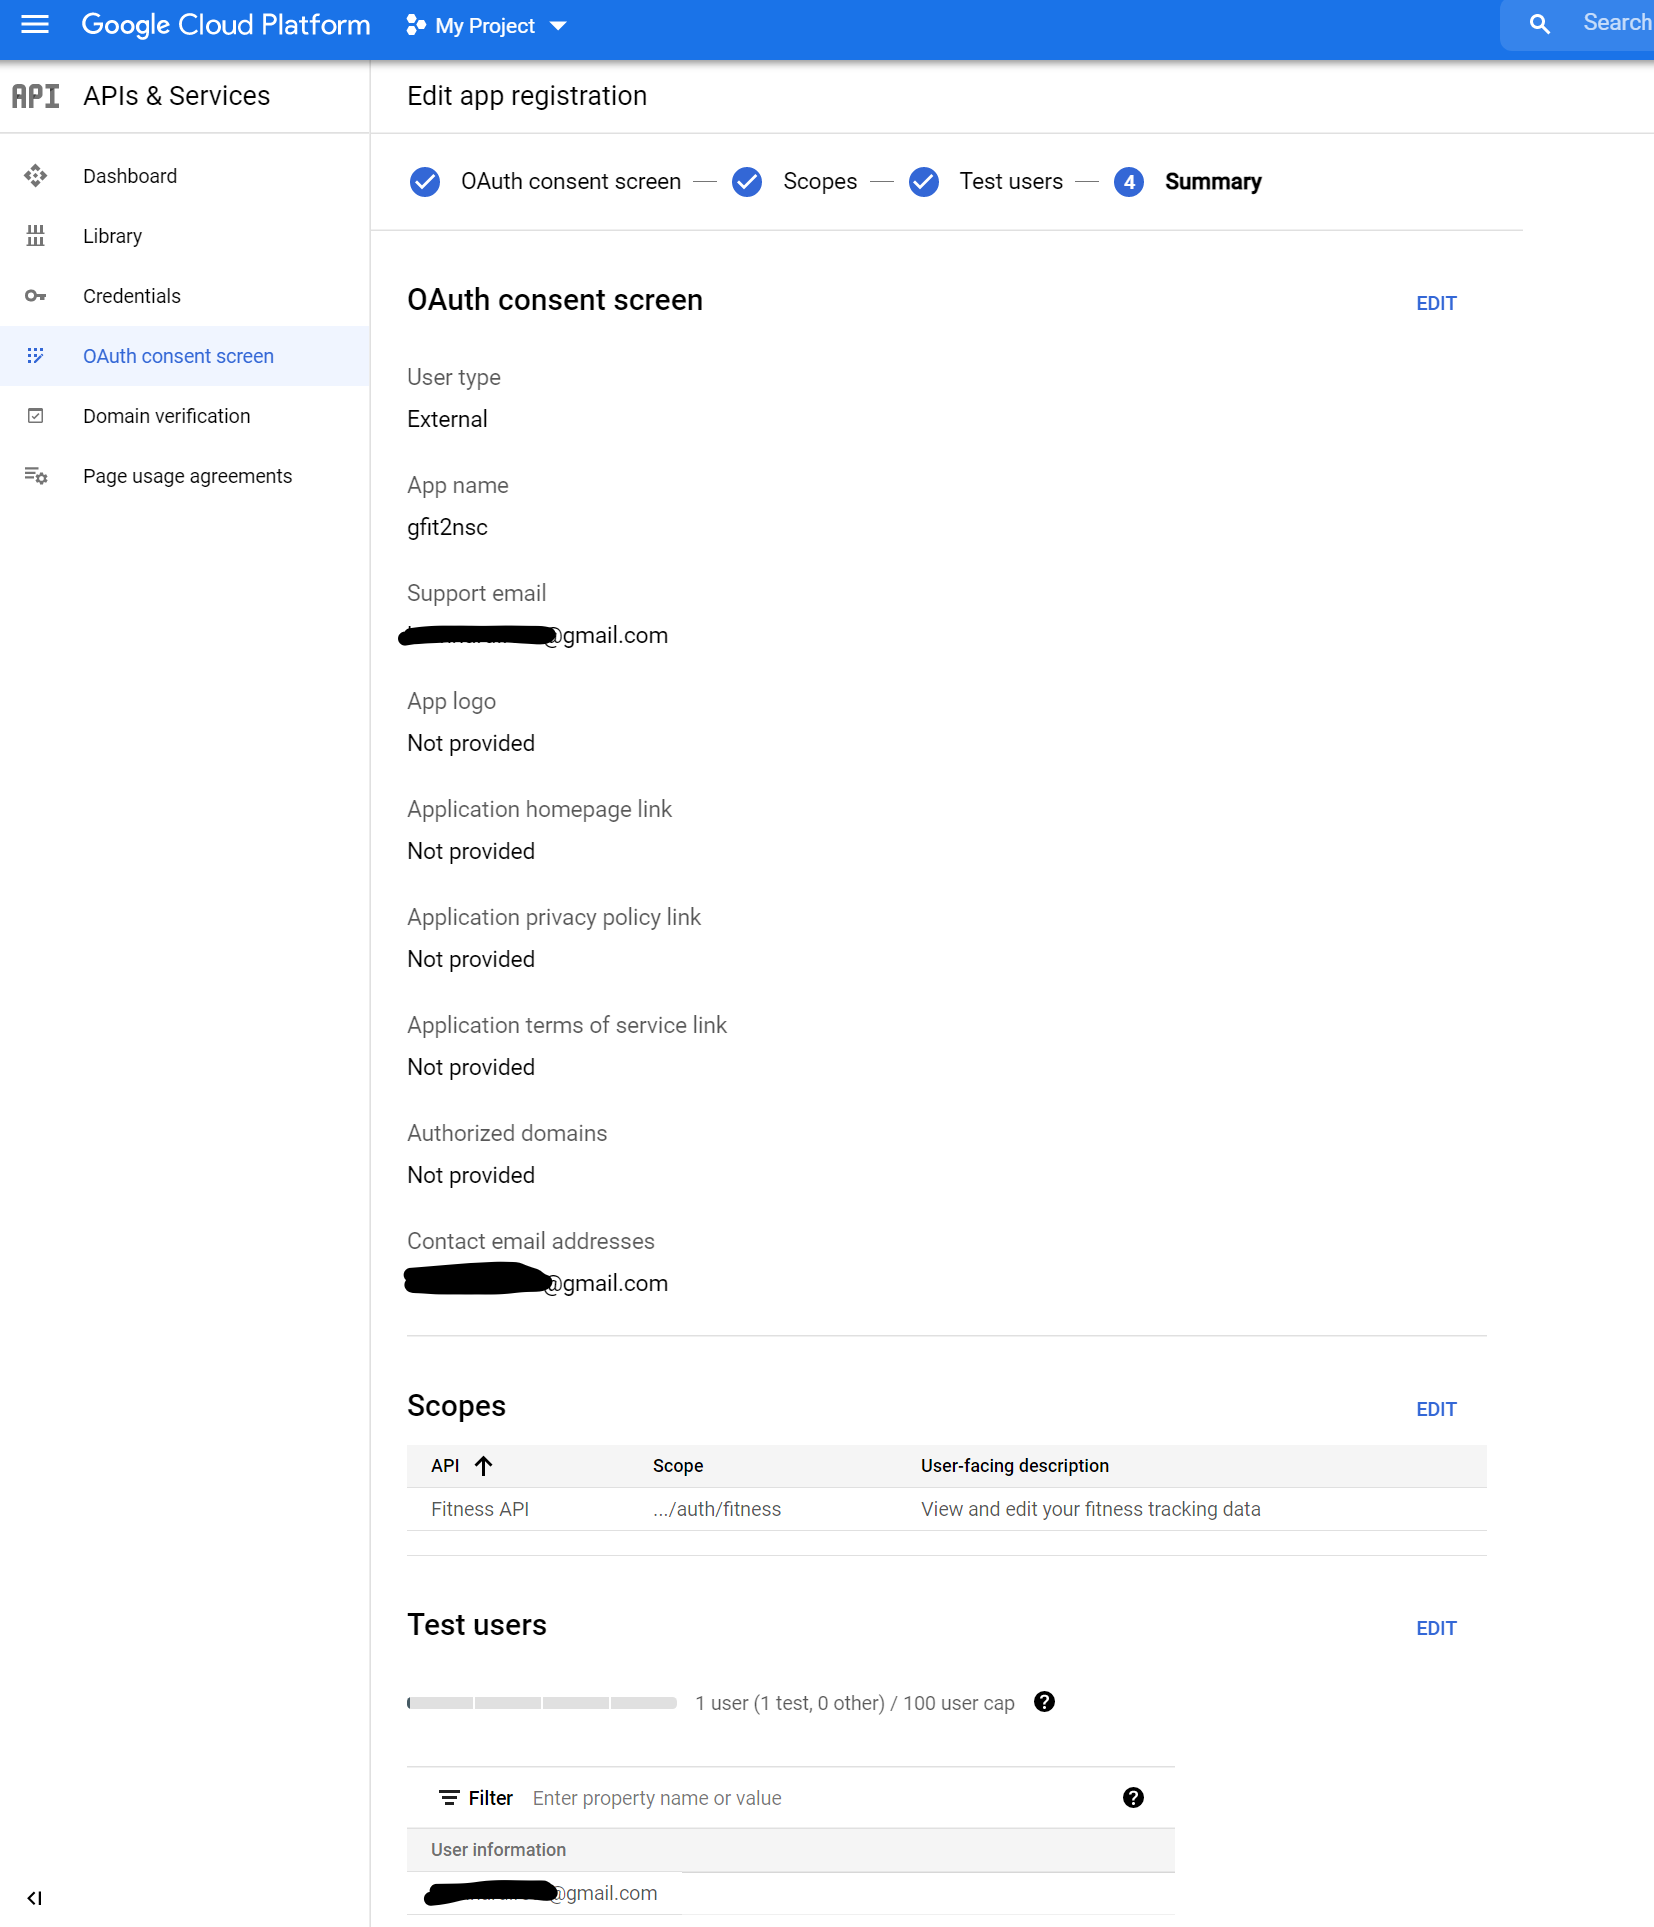 Google Cloud Platform
My Project
Search
API
APIs & Services
Edit app registration
Dashboard
Library
Credentials
OAuth consent screen
Domain verification
Page usage agreements
OAuth consent screen
Scopes
Test users
4
Summary
OAuth consent screen
EDIT
User type
External
App name
gfit2nsc
Support email
@gmail.com
App logo
Not provided
Application homepage link
Not provided
Application privacy policy link
Not provided
Application terms of service link
Not provided
Authorized domains
Not provided
Contact email addresses
@gmail.com
Scopes
EDIT
API Scope User-facing description
Fitness API .../auth/fitness View and edit your fitness tracking data
Test users
EDIT
1 user (1 test, 0 other) / 100 user cap ?
Filter Enter property name or value ?
User information
@gmail.com